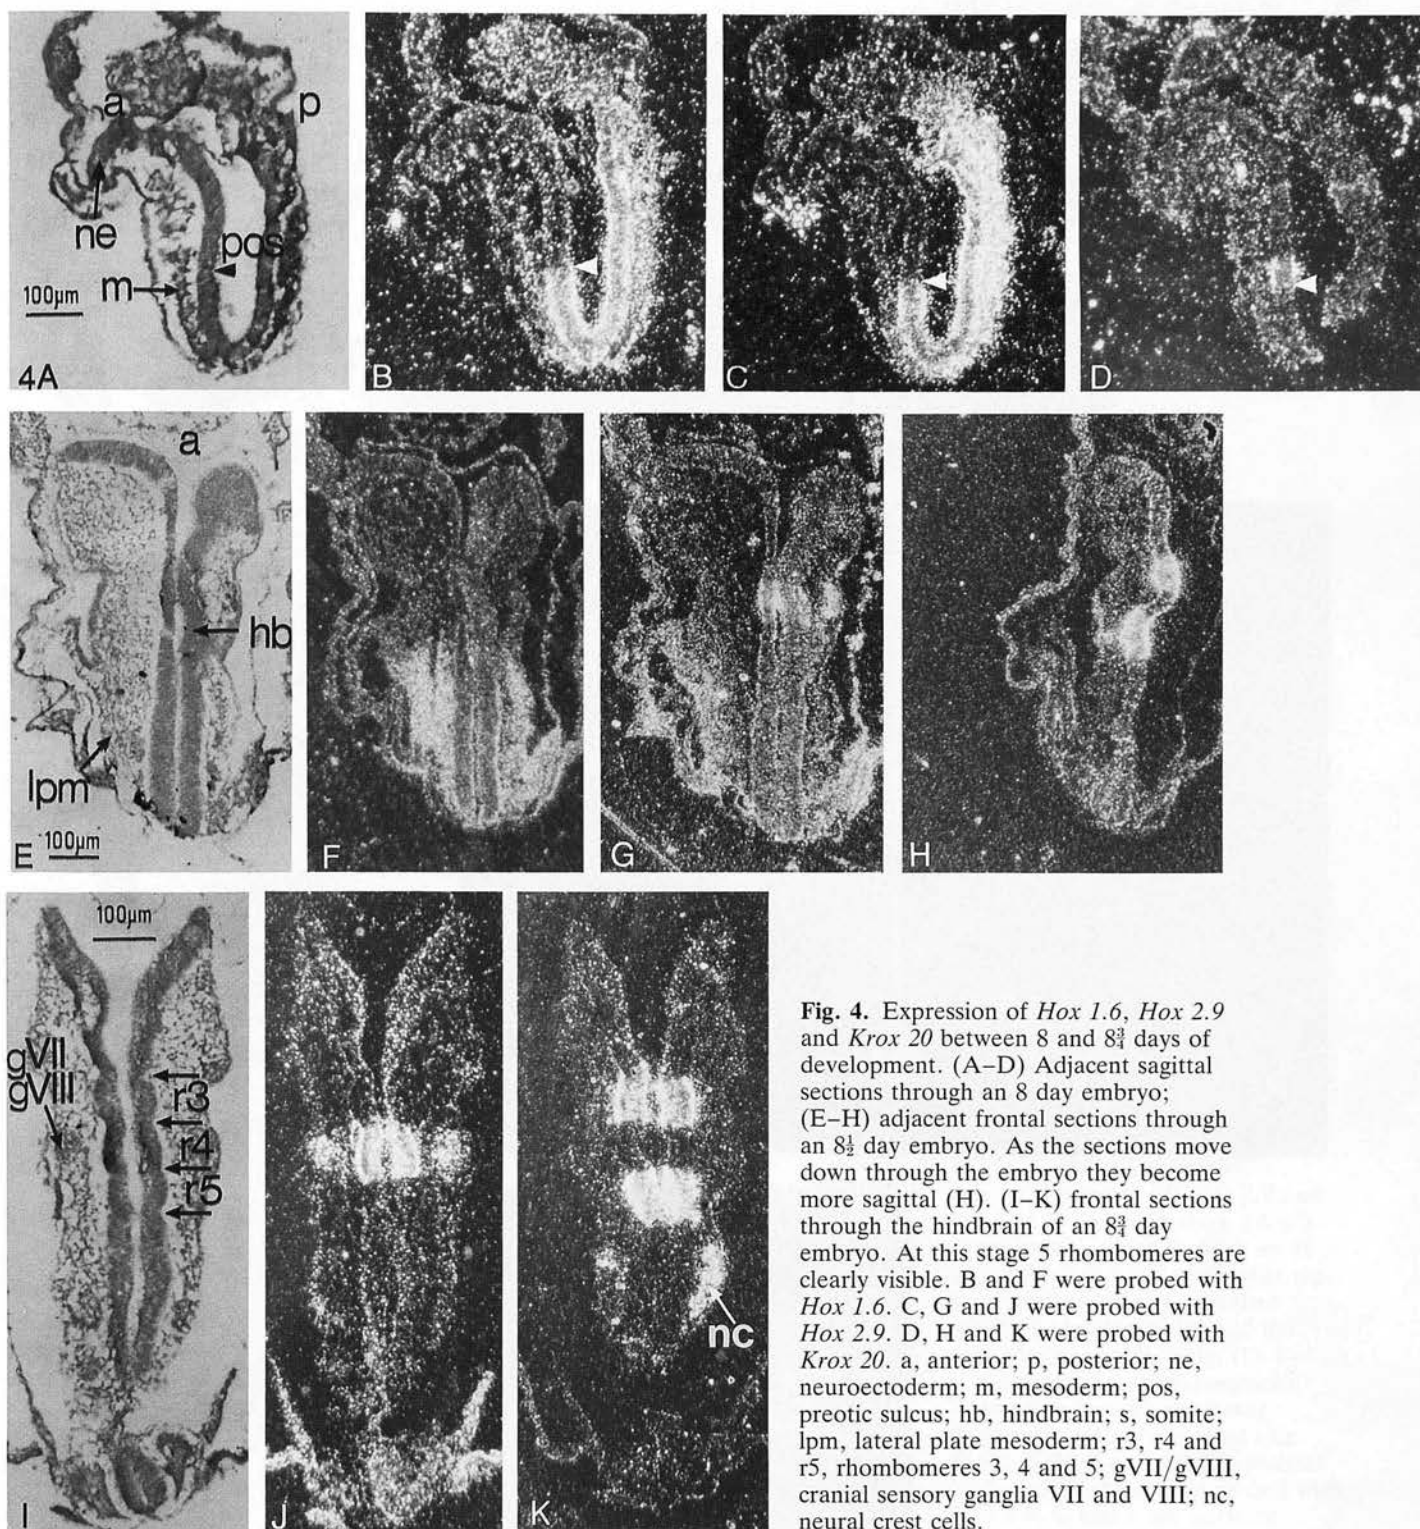 a
p
ne
pos
m
100µm
4A
B
C
D
a
hb
lpm
100µm
E
F
G
H
100µm
gVII
gVIII
r3
r4
r5
I
J
nc
K
Fig. 4. Expression of Hox 1.6, Hox 2.9
and Krox 20 between 8 and 8¾ days of
development. (A–D) Adjacent sagittal
sections through an 8 day embryo;
(E–H) adjacent frontal sections through
an 8½ day embryo. As the sections move
down through the embryo they become
more sagittal (H). (I–K) frontal sections
through the hindbrain of an 8¾ day
embryo. At this stage 5 rhombomeres are
clearly visible. B and F were probed with
Hox 1.6. C, G and J were probed with
Hox 2.9. D, H and K were probed with
Krox 20. a, anterior; p, posterior; ne,
neuroectoderm; m, mesoderm; pos,
preotic sulcus; hb, hindbrain; s, somite;
lpm, lateral plate mesoderm; r3, r4 and
r5, rhombomeres 3, 4 and 5; gVII/gVIII,
cranial sensory ganglia VII and VIII; nc,
neural crest cells.